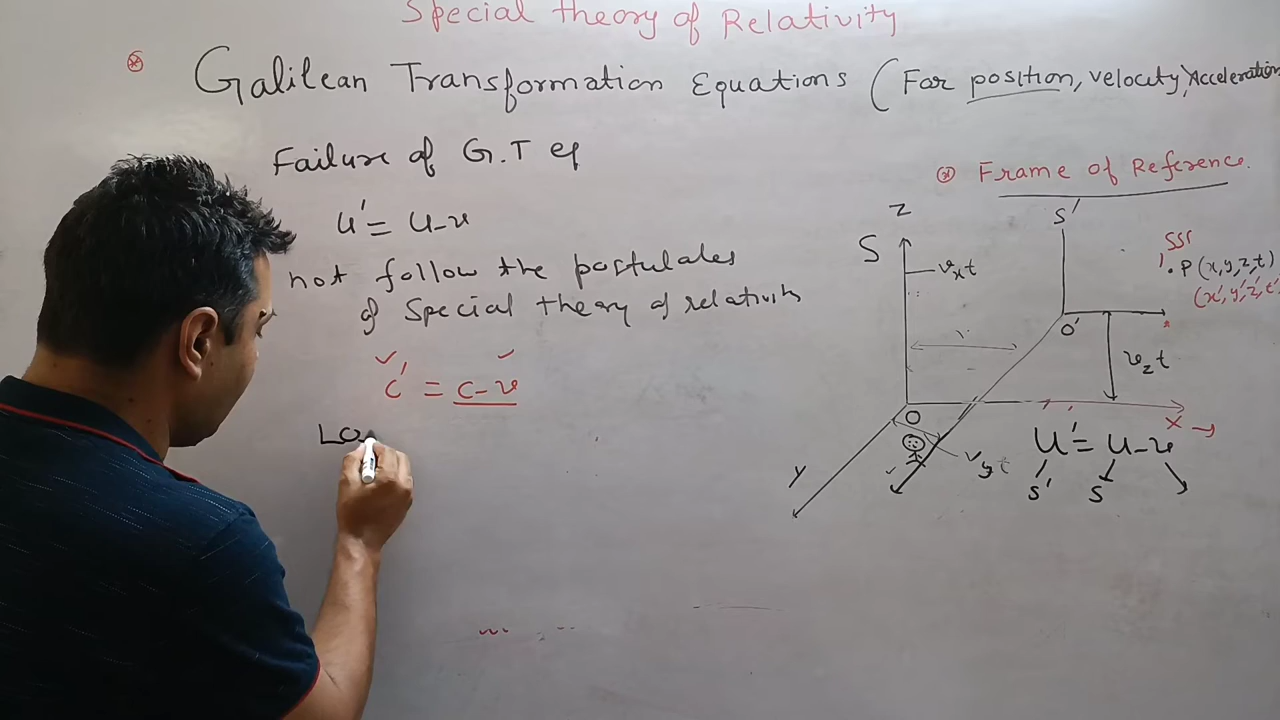 Special theory of Relativity
Galilean Transformation Equations (For position, velocity, Acceleration
Failure of G.T eq
u' = u-v
not follow the postulates
of Special theory of relativity
c' = c-v
Lo
Frame of Reference.
Z
S'
S
vxt
SSI
. P (x,y,z,t)
(x', y', z', t'
O'
v
vzt
O
X
u' = u-v
S' S
Y
vyt